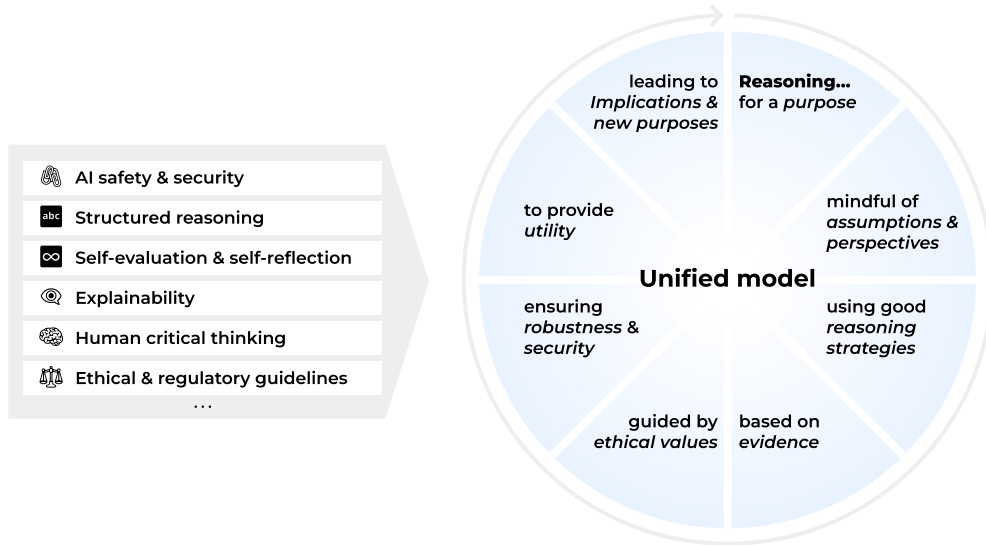 AI safety & security
abc
Structured reasoning
Self-evaluation & self-reflection
Explainability
Human critical thinking
Ethical & regulatory guidelines
...
Reasoning...
for a purpose
mindful of
assumptions &
perspectives
using good
reasoning
strategies
based on
evidence
guided by
ethical values
ensuring
robustness &
security
to provide
utility
leading to
Implications &
new purposes
Unified model